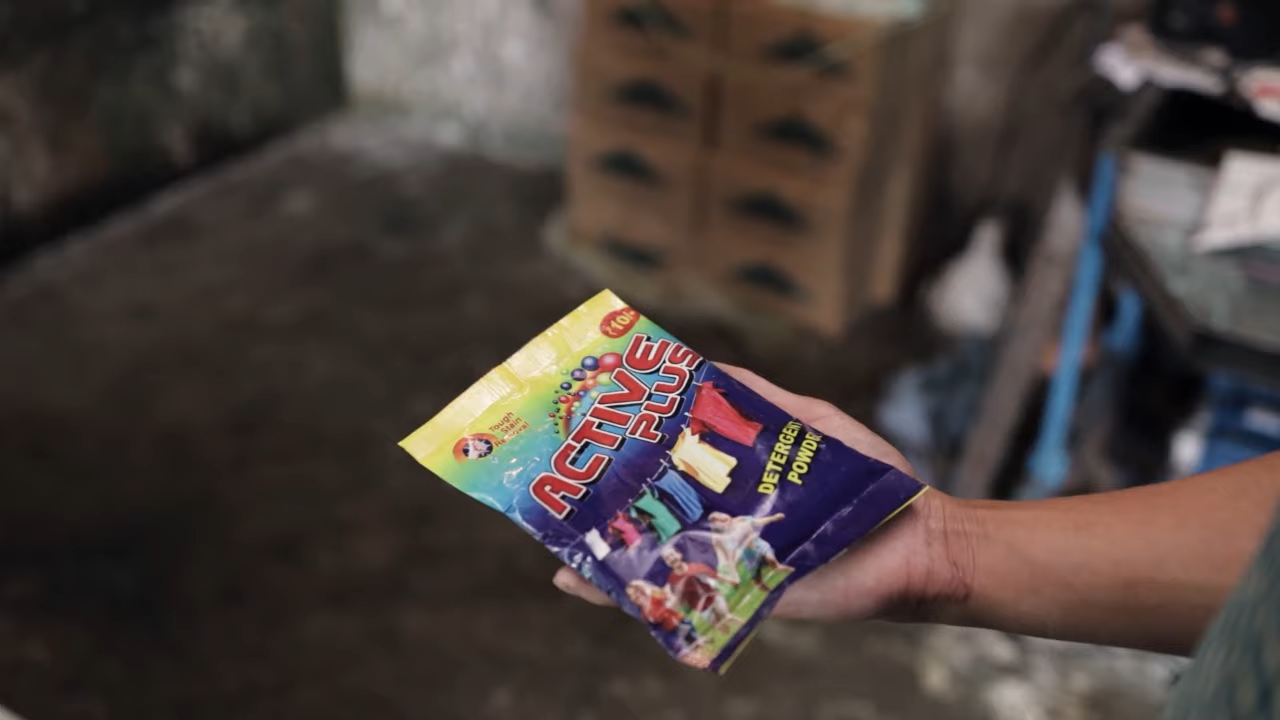 ₹10/-
ACTIVE
PLUS
Tough
Stain
Removal
DETERGENT
POWDER